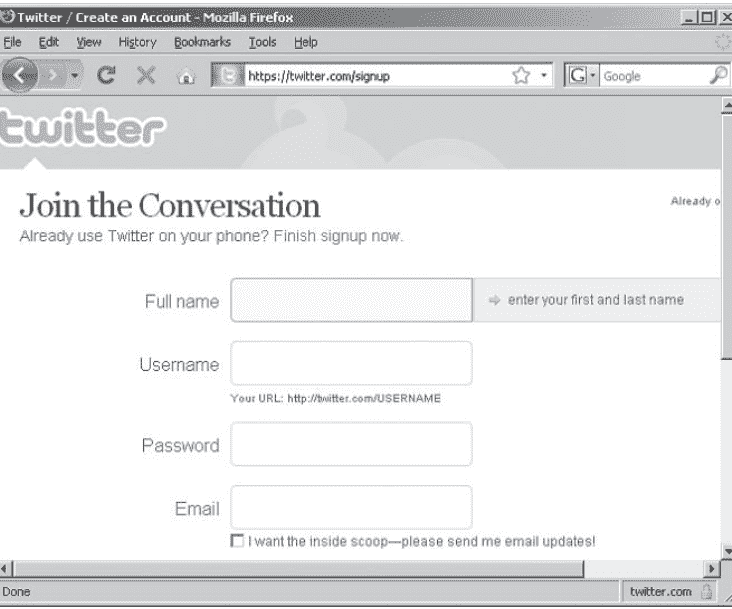 Twitter / Create an Account - Mozilla Firefox
File Edit View History Bookmarks Tools Help
https://twitter.com/signup
G Google
twitter
Join the Conversation
Already o
Already use Twitter on your phone? Finish signup now.
Full name
enter your first and last name
Username
Your URL: http://twitter.com/USERNAME
Password
Email
I want the inside scoop—please send me email updates!
Done
twitter.com